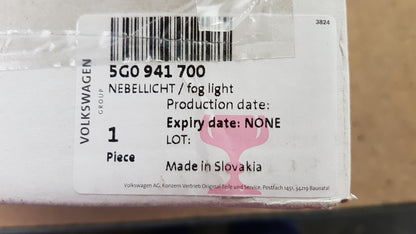 3824
VOLKSWAGEN
GROUP
5G0 941 700
NEBELLICHT / fog light
Production date:
Expiry date: NONE
LOT:
1
Piece
Made in Slovakia
Volkswagen AG, Konzern Vertrieb Original Teile und Service, Postfach 1451, 34219 Baunatal